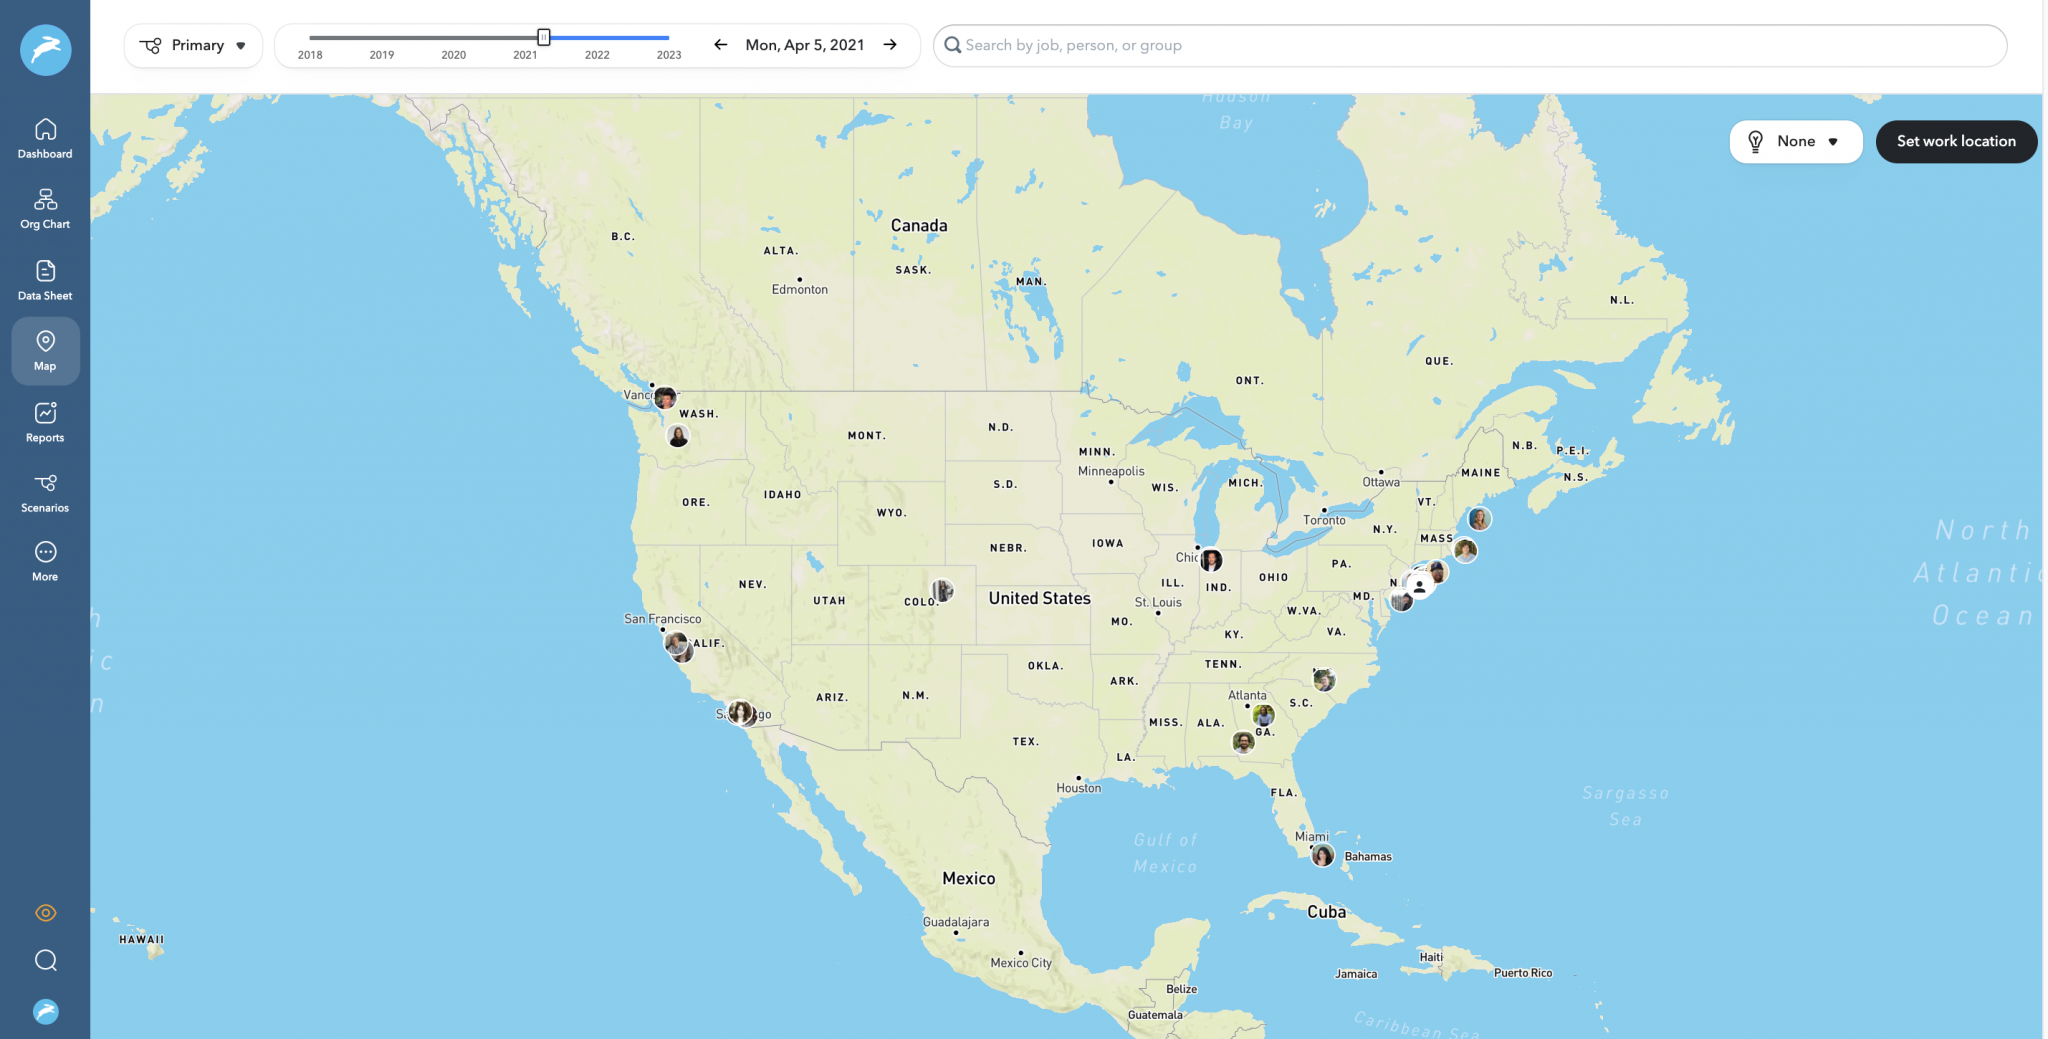 Primary
2018
2019
2020
2021
2022
2023
Mon, Apr 5, 2021
Search by job, person, or group
Dashboard
Org Chart
Data Sheet
Map
Reports
Scenarios
More
None
Set work location
Hudson
Bay
Canada
B.C.
ALTA.
SASK.
MAN.
Edmonton
N.L.
QUE.
ONT.
WASH.
MONT.
N.D.
MINN.
Minneapolis
N.B.
P.E.I.
MAINE
N.S.
Ottawa
S.D.
WIS.
MICH.
VT.
ORE.
IDAHO
WYO.
Toronto
N.Y.
MASS
North
Atlantic
Ocean
NEBR.
IOWA
PA.
NEV.
UTAH
COLO.
United States
ILL.
IND.
OHIO
St. Louis
MD.
W.VA.
San Francisco
MO.
KY.
VA.
OKLA.
TENN.
ARK.
ARIZ.
N.M.
Atlanta
S.C.
MISS.
ALA.
GA.
TEX.
LA.
Houston
FLA.
Sargasso
Sea
Miami
Gulf of
Mexico
Bahamas
Mexico
Cuba
Guadalajara
HAWAII
Mexico City
Haiti
Jamaica
Puerto Rico
Belize
Guatemala
Caribbean Sea